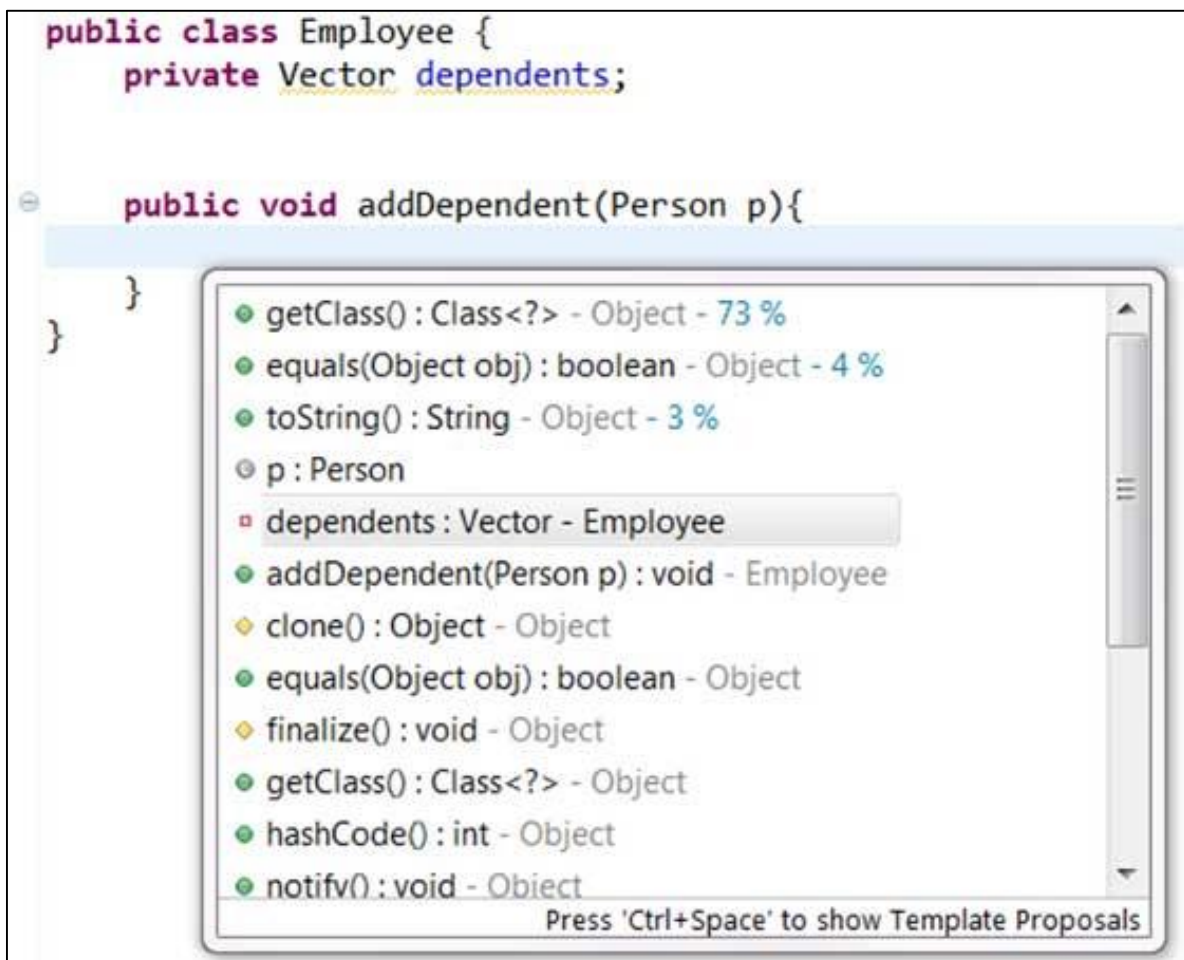 public class Employee {
private Vector dependents;
public void addDependent(Person p){
}
}
getClass() : Class<?> - Object - 73 %
equals(Object obj) : boolean - Object - 4 %
toString() : String - Object - 3 %
p : Person
dependents : Vector - Employee
addDependent(Person p) : void - Employee
clone() : Object - Object
equals(Object obj) : boolean - Object
finalize() : void - Object
getClass() : Class<?> - Object
hashCode() : int - Object
notify() : void - Object
Press 'Ctrl+Space' to show Template Proposals